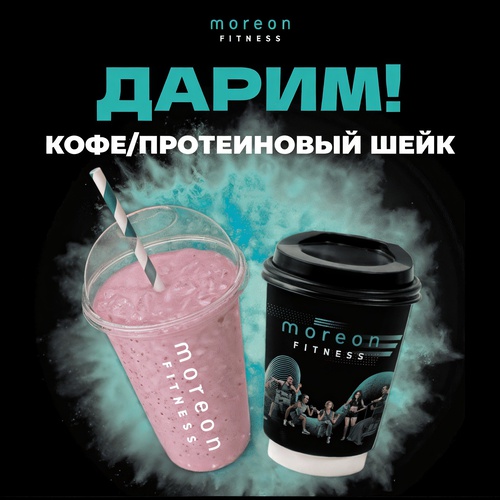 moreon
FITNESS
ДАРИМ!
КОФЕ/ПРОТЕИНОВЫЙ ШЕЙК
moreon
FITNESS
moreon
FITNESS